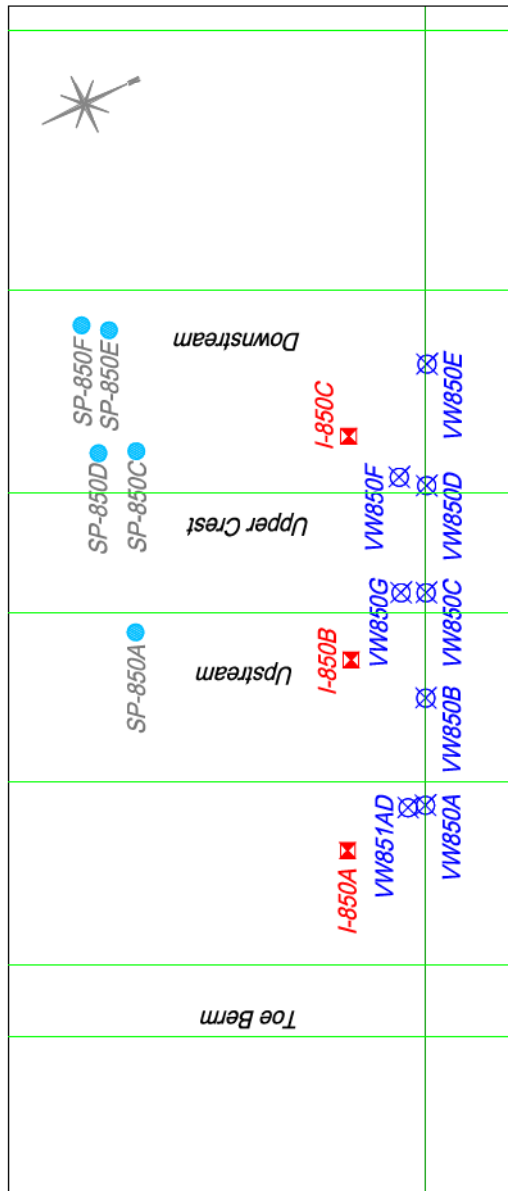 Downstream
SP-850F
SP-850E
I-850C
VW850E
SP-850D
SP-850C
Upper Crest
VW850F
VW850D
SP-850A
Upstream
I-850B
VW850G
VW850C
VW850B
I-850A
VW851AD
VW850A
Toe Berm